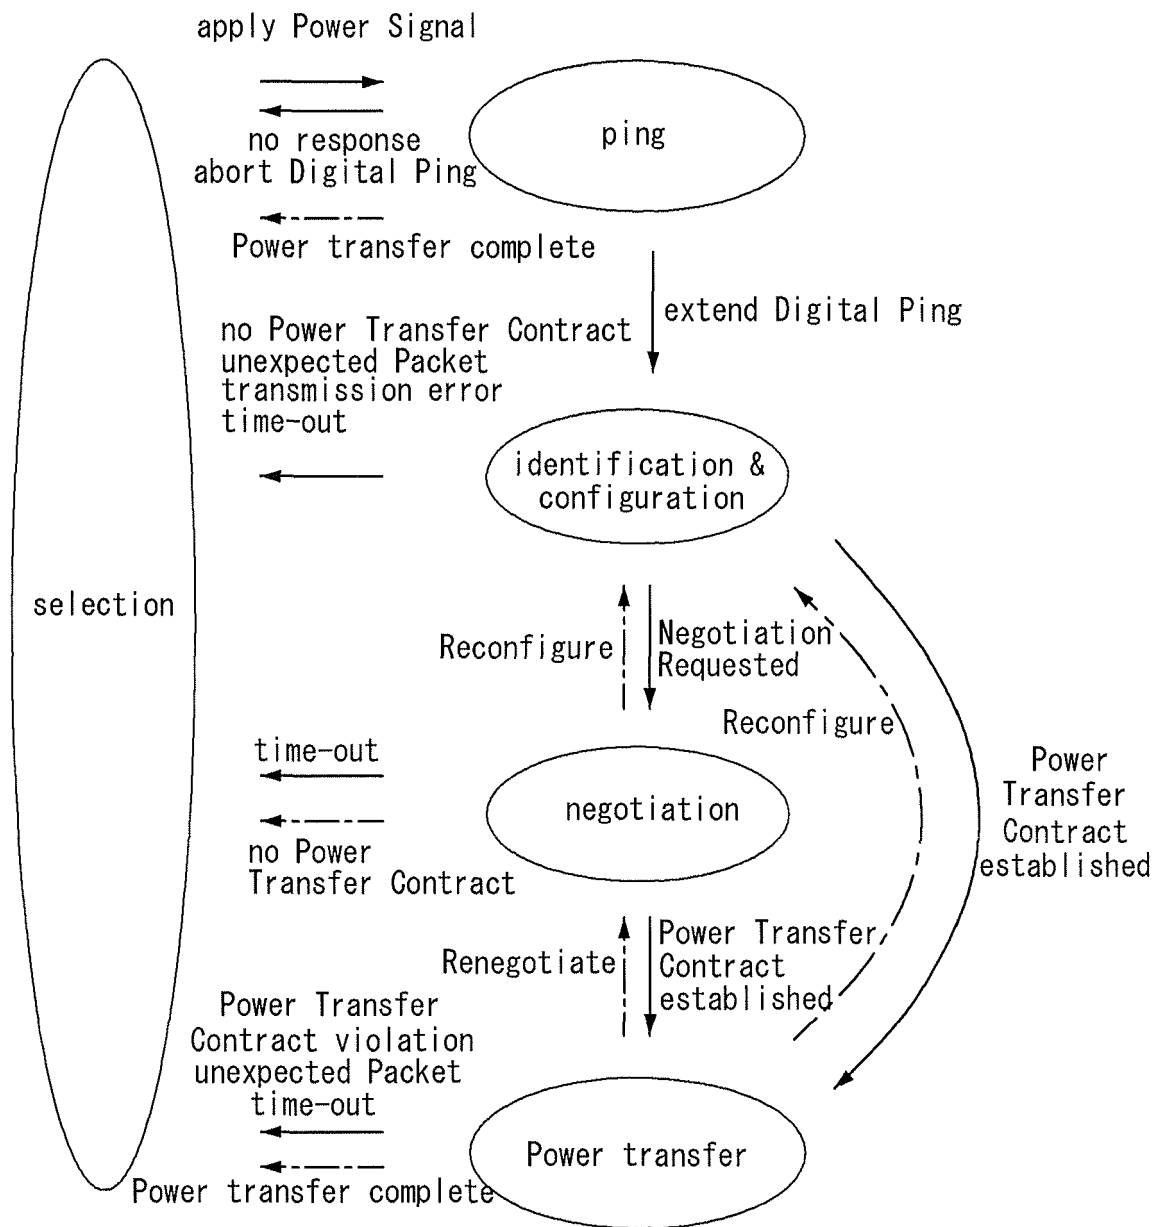 apply Power Signal
no response
abort Digital Ping
ping
Power transfer complete
extend Digital Ping
no Power Transfer Contract
unexpected Packet
transmission error
time-out
identification &
configuration
selection
Reconfigure
Negotiation
Requested
Reconfigure
time-out
negotiation
no Power
Transfer Contract
Power
Transfer
Contract
established
Renegotiate
Power Transfer
Contract
established
Power Transfer
Contract violation
unexpected Packet
time-out
Power transfer
Power transfer complete